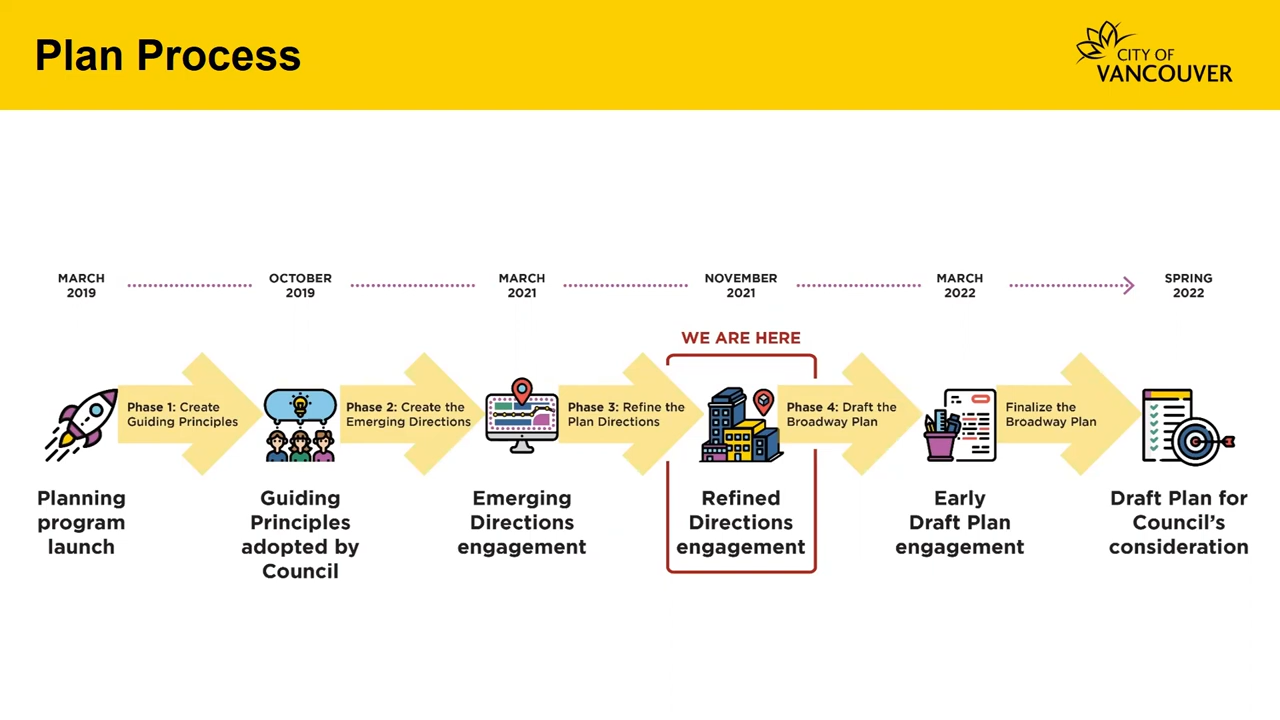 Plan Process
CITY OF
VANCOUVER
MARCH
2019
OCTOBER
2019
MARCH
2021
NOVEMBER
2021
MARCH
2022
SPRING
2022
WE ARE HERE
Phase 1: Create
Guiding Principles
Phase 2: Create the
Emerging Directions
Phase 3: Refine the
Plan Directions
Phase 4: Draft the
Broadway Plan
Finalize the
Broadway Plan
Planning
program
launch
Guiding
Principles
adopted by
Council
Emerging
Directions
engagement
Refined
Directions
engagement
Early
Draft Plan
engagement
Draft Plan for
Council's
consideration